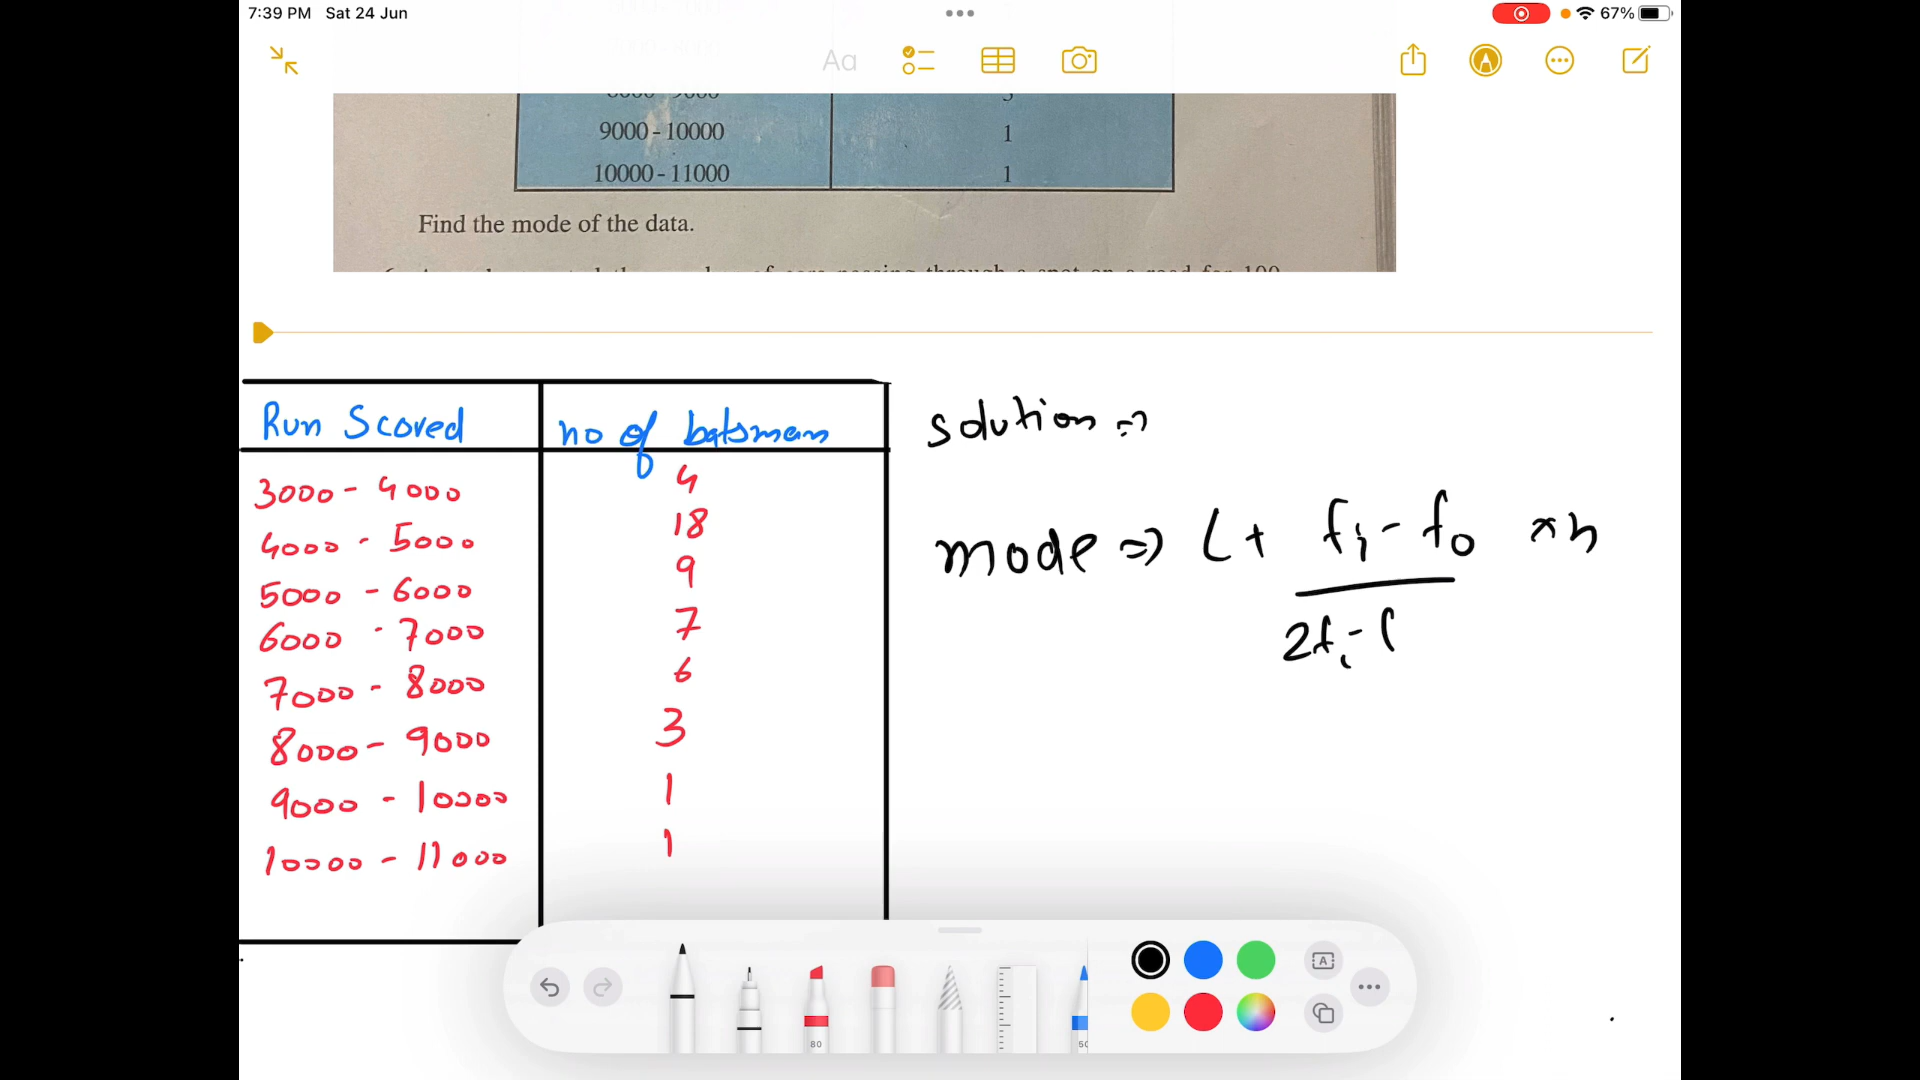 7:39 PM Sat 24 Jun
67%
Aa
9000 - 10000 1
10000 - 11000 1
Find the mode of the data.
Run Scored no of batsman
3000 - 4000 4
4000 - 5000 18
5000 - 6000 9
6000 - 7000 7
7000 - 8000 6
8000 - 9000 3
9000 - 10000 1
10000 - 11000 1
solution =>
mode => l + f1 - f0 × h
2f1 - f
80
A